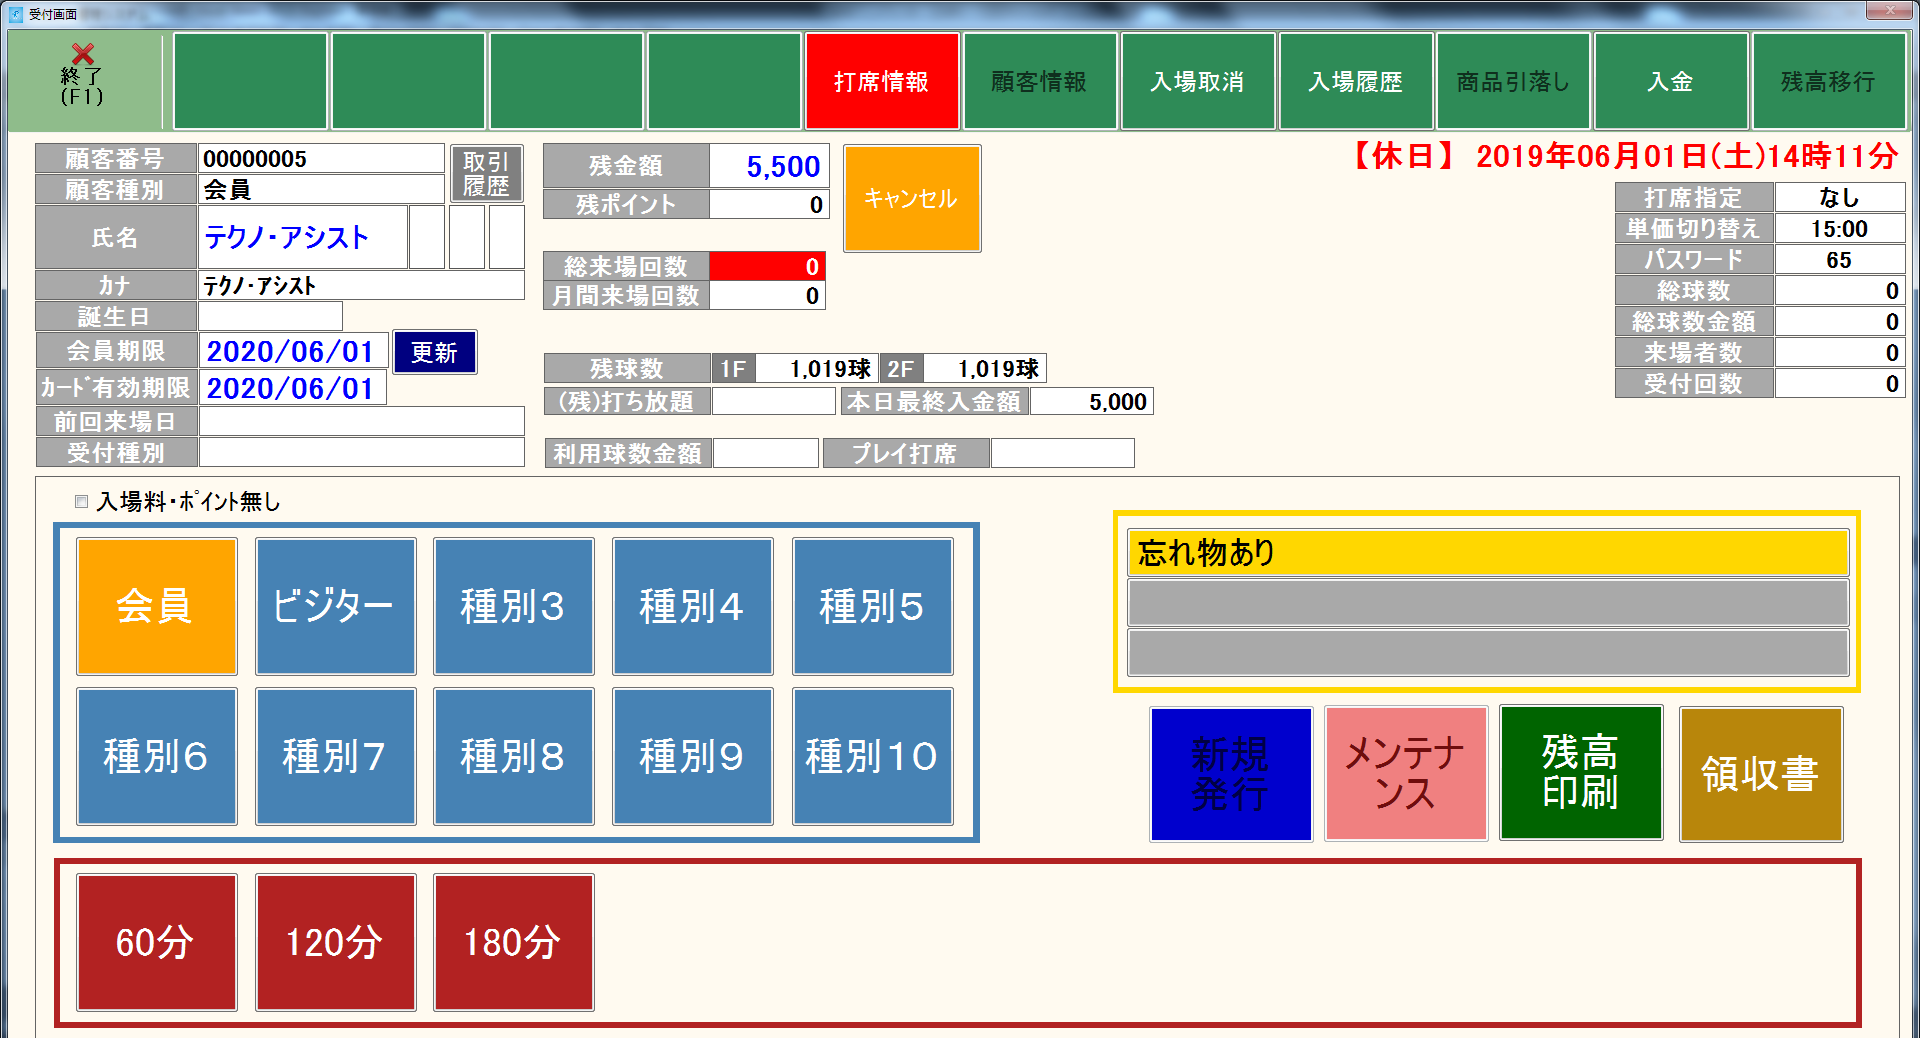 受付画面
終了
(F1)
打席情報
顧客情報
入場取消
入場履歴
商品引落し
入金
残高移行
【休日】 2019年06月01日(土)14時11分
顧客番号 00000005
取引
履歴
顧客種別 会員
氏名 テクノ・アシスト
カナ ﾃｸﾉ･ｱｼｽﾄ
誕生日
会員期限 2020/06/01 更新
ｶｰﾄﾞ有効期限 2020/06/01
前回来場日
受付種別
残金額 5,500
残ポイント 0
キャンセル
総来場回数 0
月間来場回数 0
残球数 1F 1,019球 2F 1,019球
(残)打ち放題 本日最終入金額 5,000
利用球数金額 プレイ打席
打席指定 なし
単価切り替え 15:00
パスワード 65
総球数 0
総球数金額 0
来場者数 0
受付回数 0
入場料・ﾎﾟｲﾝﾄ無し
会員 ビジター 種別3 種別4 種別5
種別6 種別7 種別8 種別9 種別10
忘れ物あり
新規
発行
メンテナ
ンス
残高
印刷
領収書
60分 120分 180分